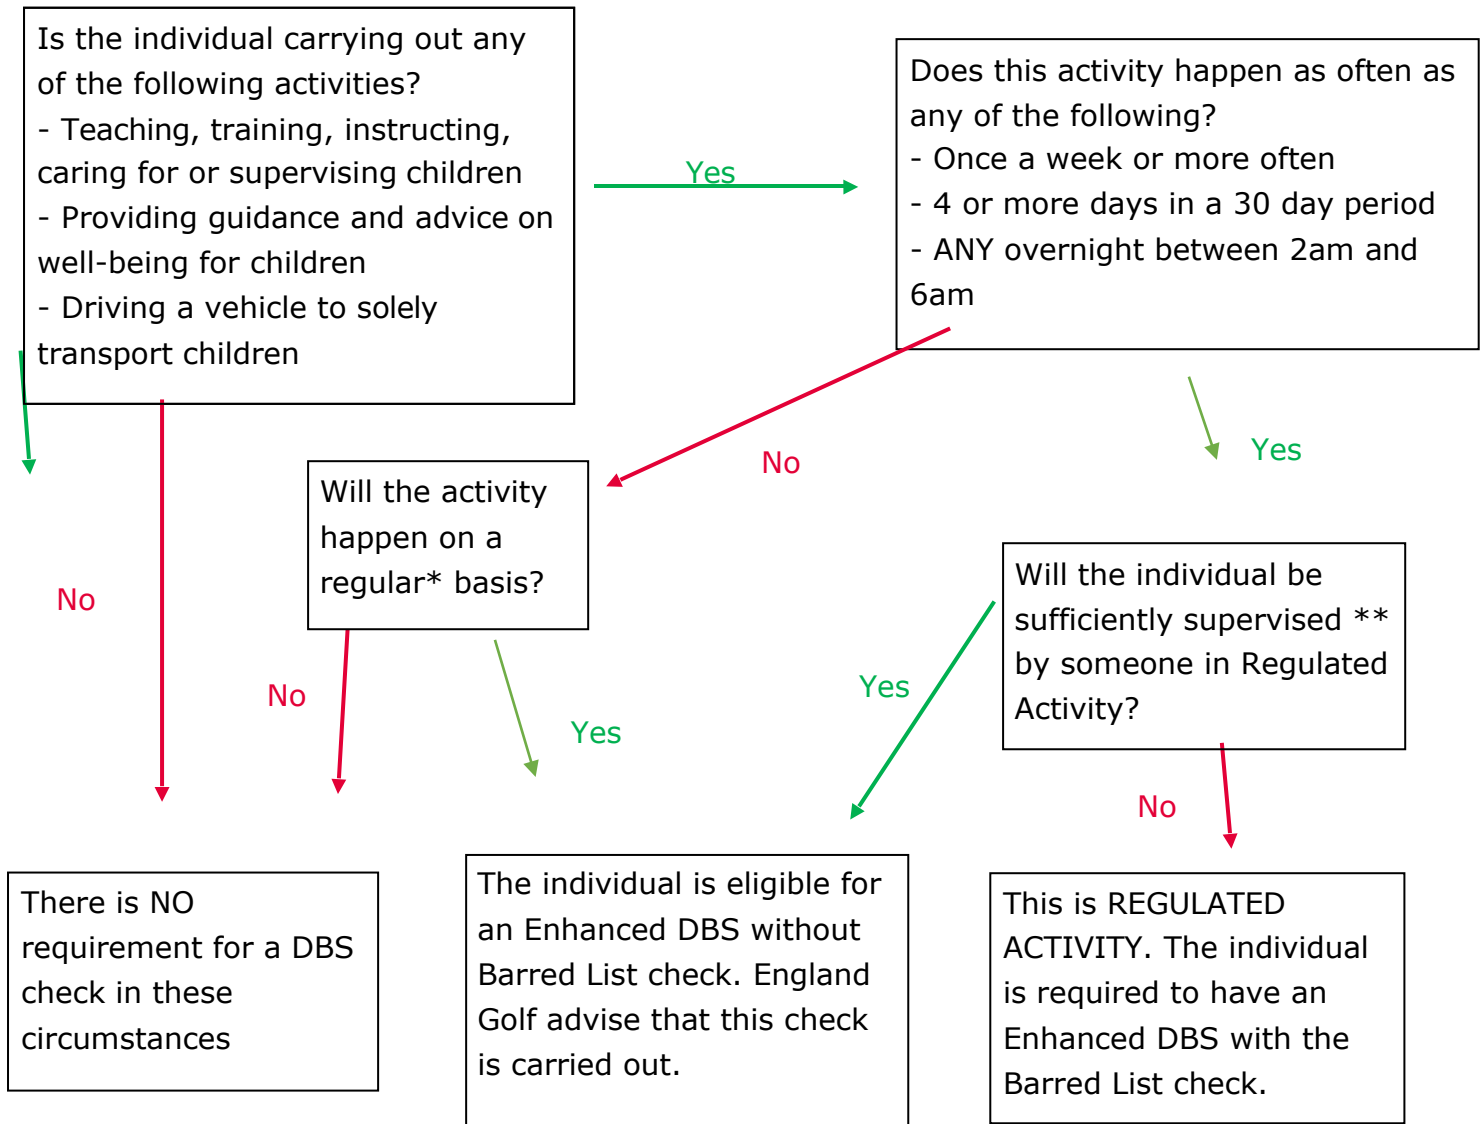 Is the individual carrying out any
of the following activities?
- Teaching, training, instructing,
caring for or supervising children
- Providing guidance and advice on
well-being for children
- Driving a vehicle to solely
transport children
Yes
Does this activity happen as often as
any of the following?
- Once a week or more often
- 4 or more days in a 30 day period
- ANY overnight between 2am and
6am
No
Yes
Will the activity
happen on a
regular* basis?
No
Will the individual be
sufficiently supervised **
by someone in Regulated
Activity?
No
Yes
Yes
No
There is NO
requirement for a DBS
check in these
circumstances
The individual is eligible for
an Enhanced DBS without
Barred List check. England
Golf advise that this check
is carried out.
This is REGULATED
ACTIVITY. The individual
is required to have an
Enhanced DBS with the
Barred List check.